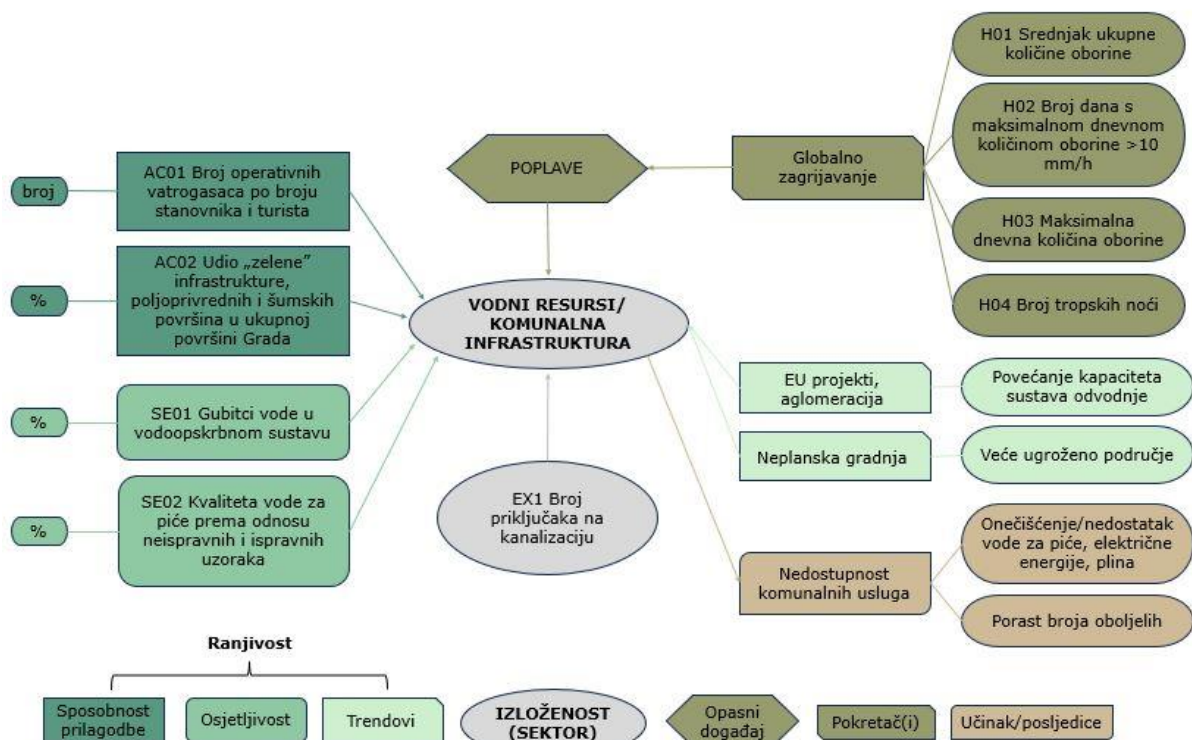 H01 Srednjak ukupne
količine oborine
H02 Broj dana s
maksimalnom dnevnom
količinom oborine >10
mm/h
H03 Maksimalna
dnevna količina oborine
H04 Broj tropskih noći
Globalno
zagrijavanje
POPLAVE
broj
AC01 Broj operativnih
vatrogasaca po broju
stanovnika i turista
%
AC02 Udio „zelene”
infrastrukture,
poljoprivrednih i šumskih
površina u ukupnoj
površini Grada
%
SE01 Gubitci vode u
vodoopskrbnom sustavu
%
SE02 Kvaliteta vode za
piće prema odnosu
neispravnih i ispravnih
uzoraka
VODNI RESURSI/
KOMUNALNA
INFRASTRUKTURA
EX1 Broj
priključaka na
kanalizaciju
EU projekti,
aglomeracija
Povećanje kapaciteta
sustava odvodnje
Neplanska gradnja
Veće ugroženo područje
Nedostupnost
komunalnih usluga
Onečišćenje/nedostatak
vode za piće, električne
energije, plina
Porast broja oboljelih
Ranjivost
Sposobnost
prilagodbe
Osjetljivost
Trendovi
IZLOŽENOST
(SEKTOR)
Opasni
događaj
Pokretač(i)
Učinak/posljedice